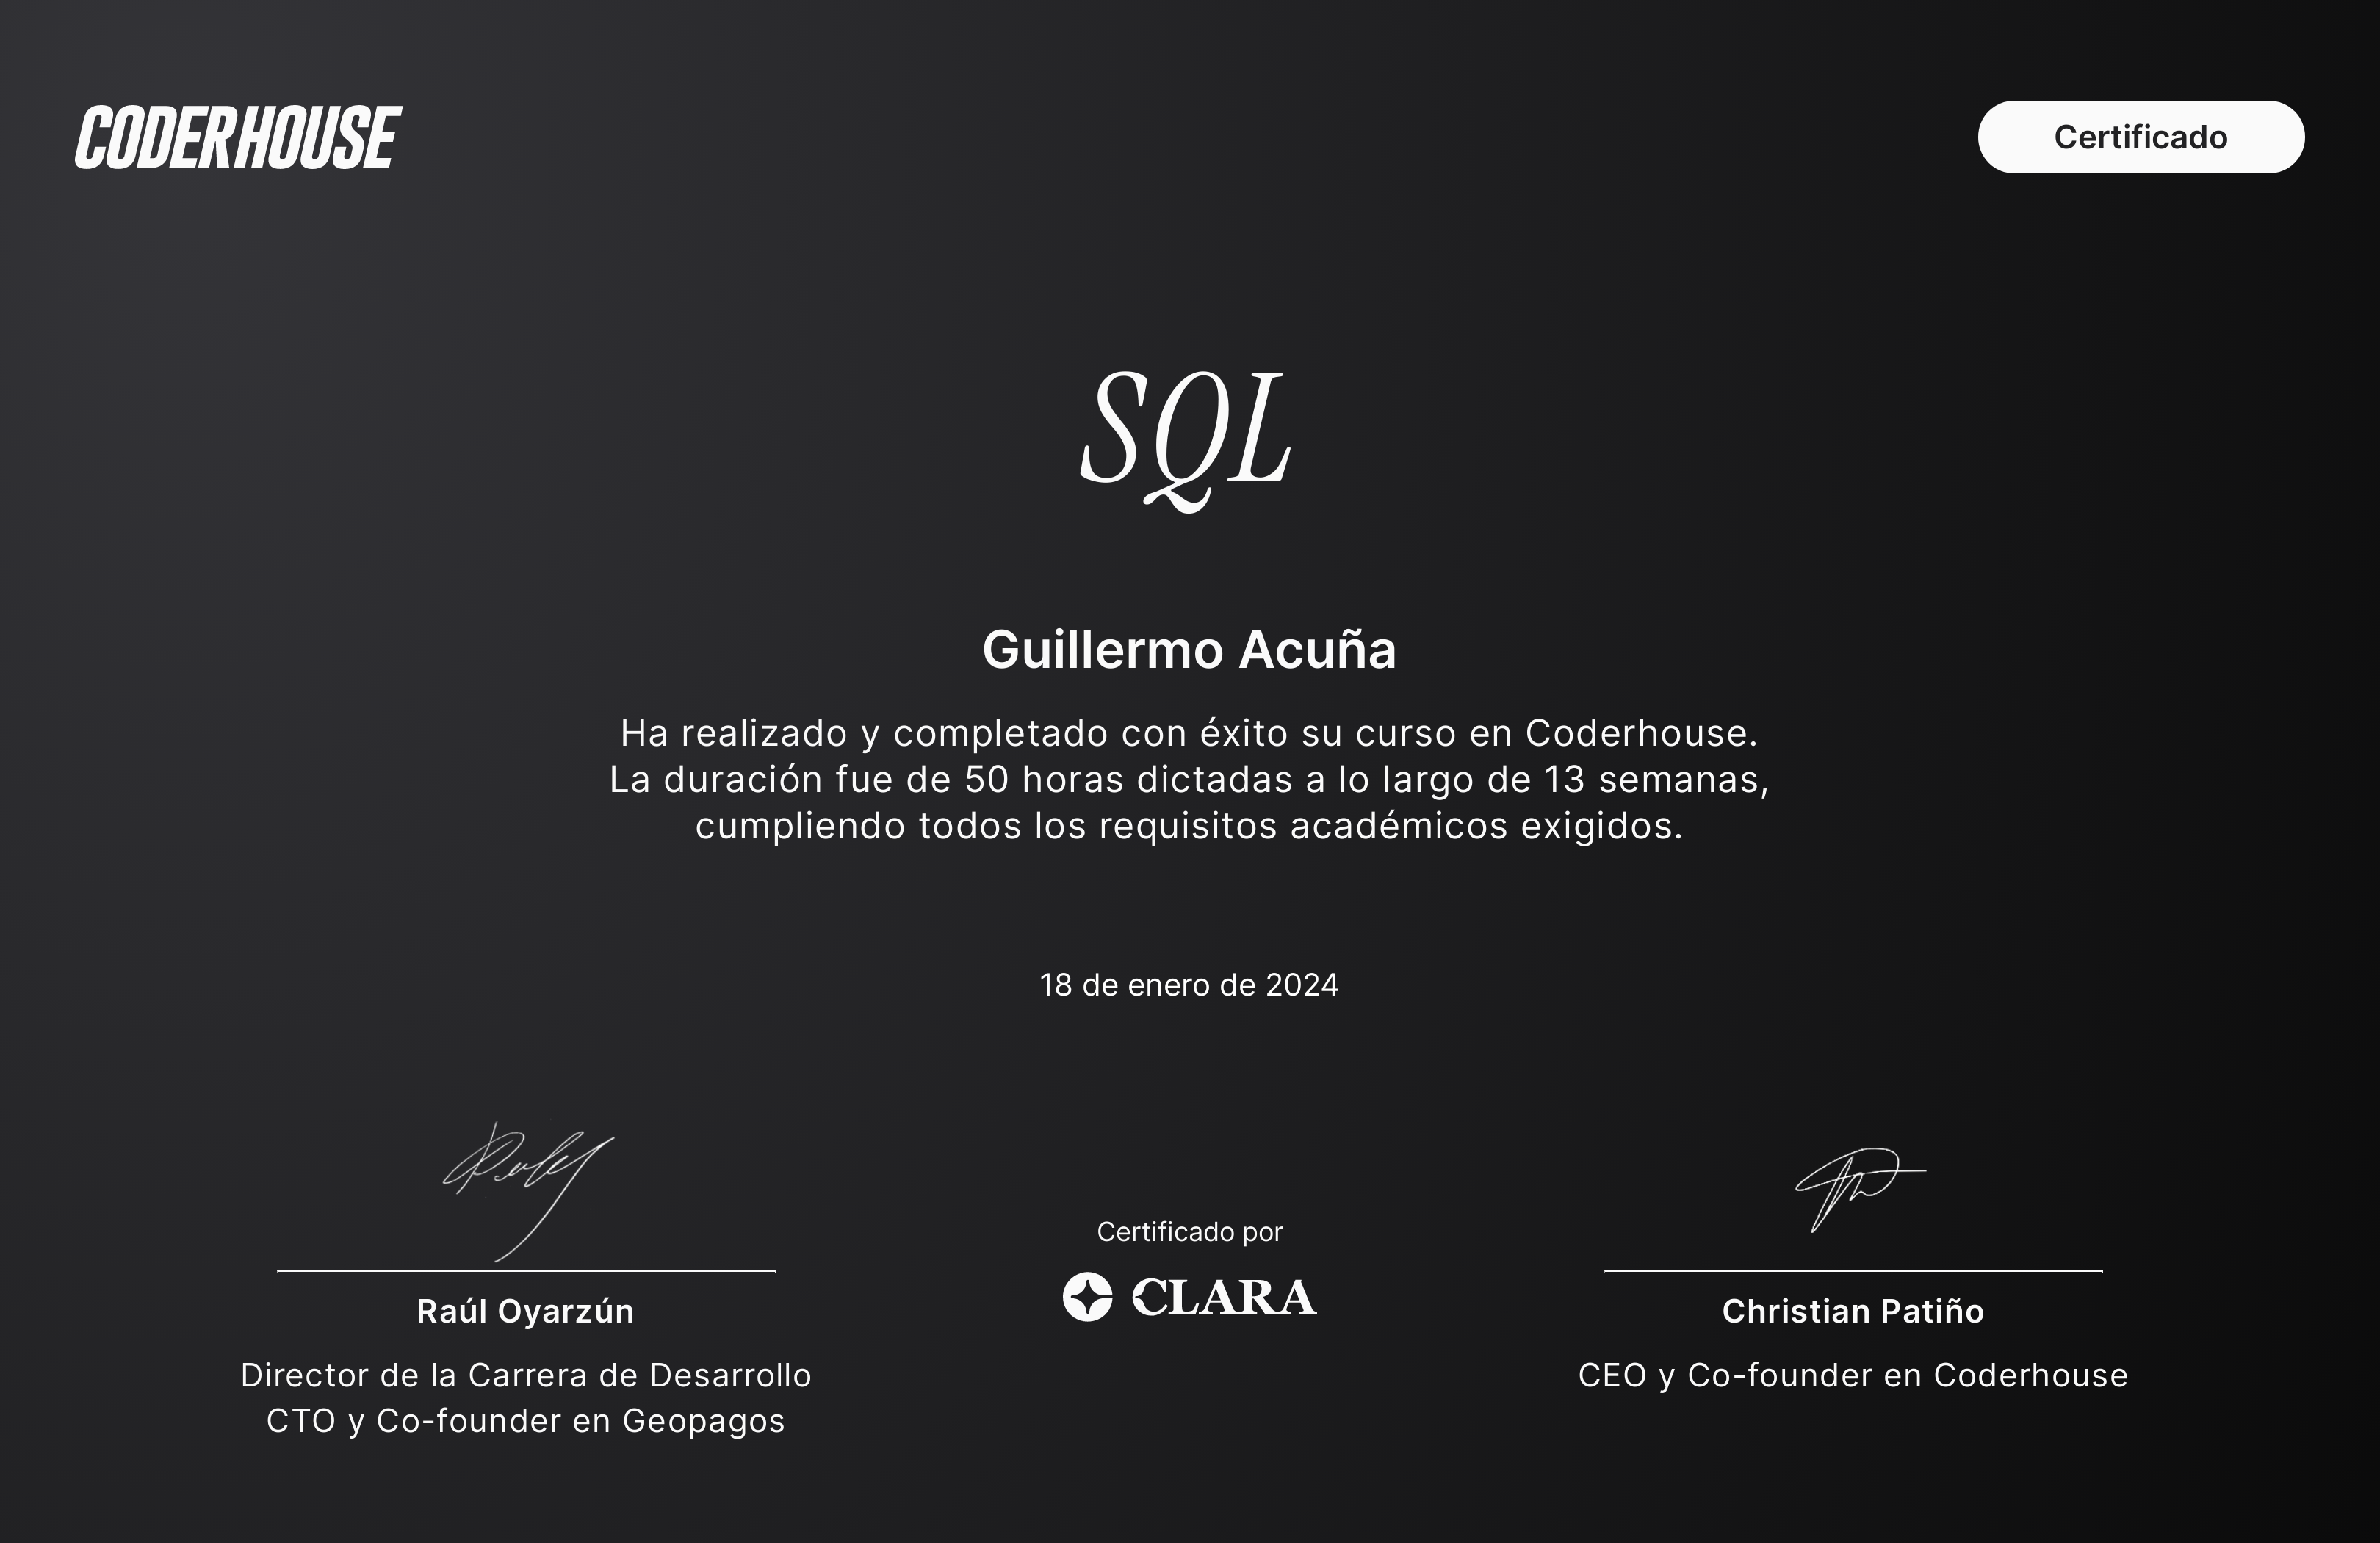 CODERHOUSE
Certificado
SQL
Guillermo Acuña
Ha realizado y completado con éxito su curso en Coderhouse.
La duración fue de 50 horas dictadas a lo largo de 13 semanas,
cumpliendo todos los requisitos académicos exigidos.
18 de enero de 2024
Raúl Oyarzún
Director de la Carrera de Desarrollo
CTO y Co-founder en Geopagos
Certificado por
CLARA
Christian Patiño
CEO y Co-founder en Coderhouse